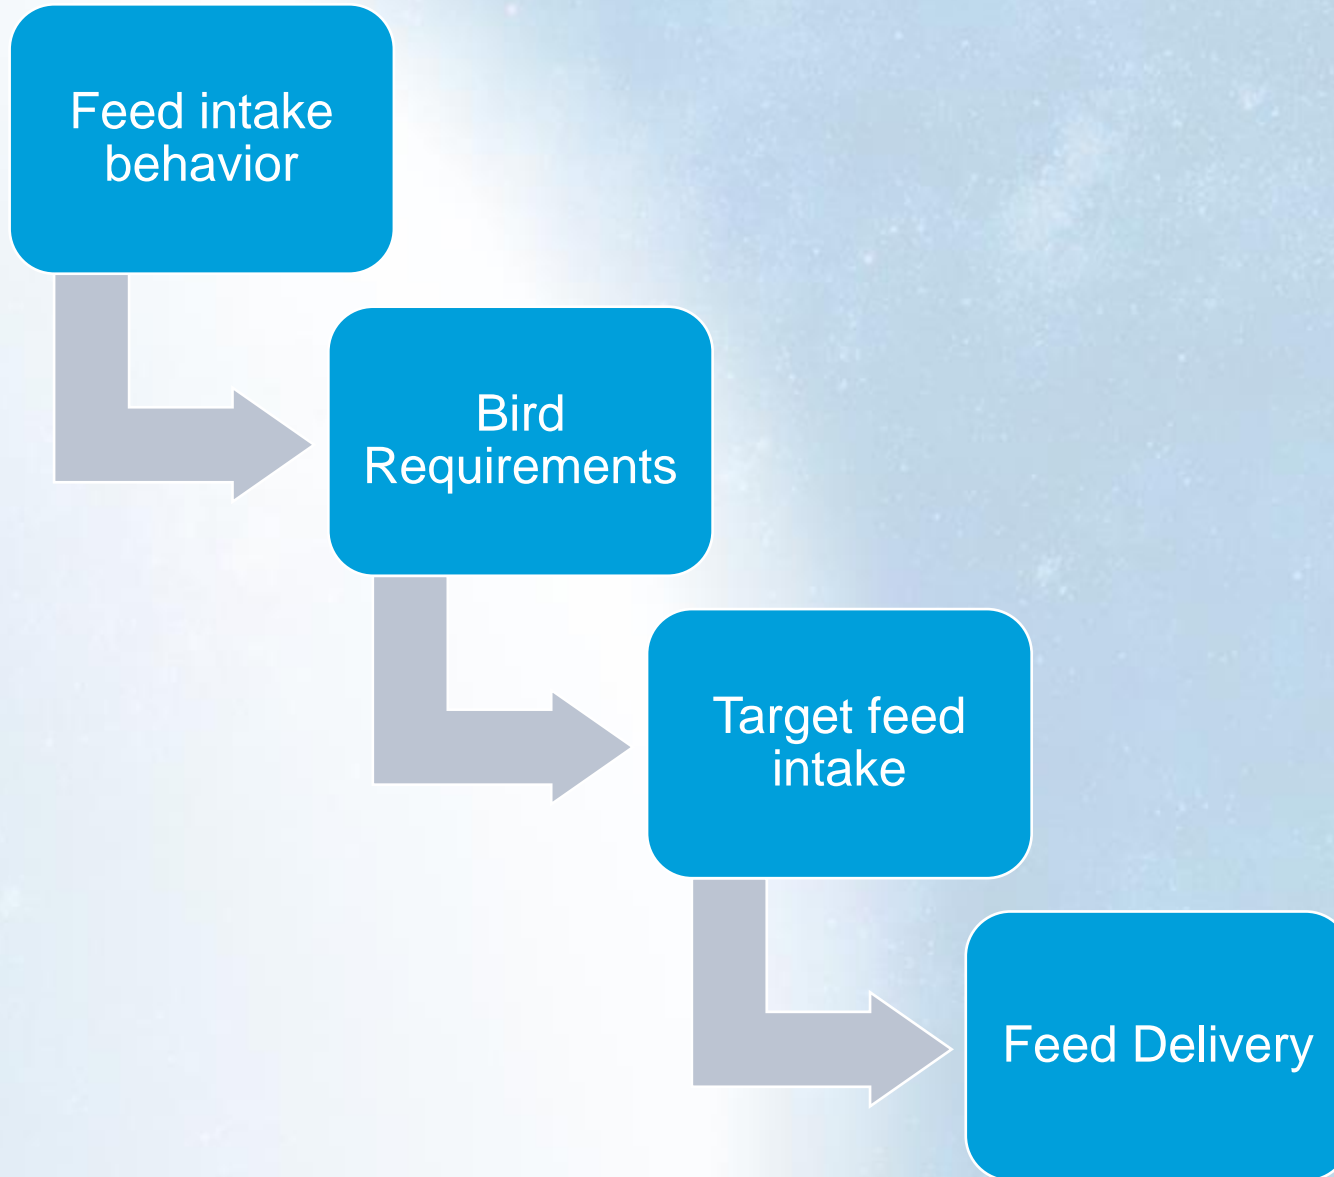 Feed intake
behavior
Bird
Requirements
Target feed
intake
Feed Delivery